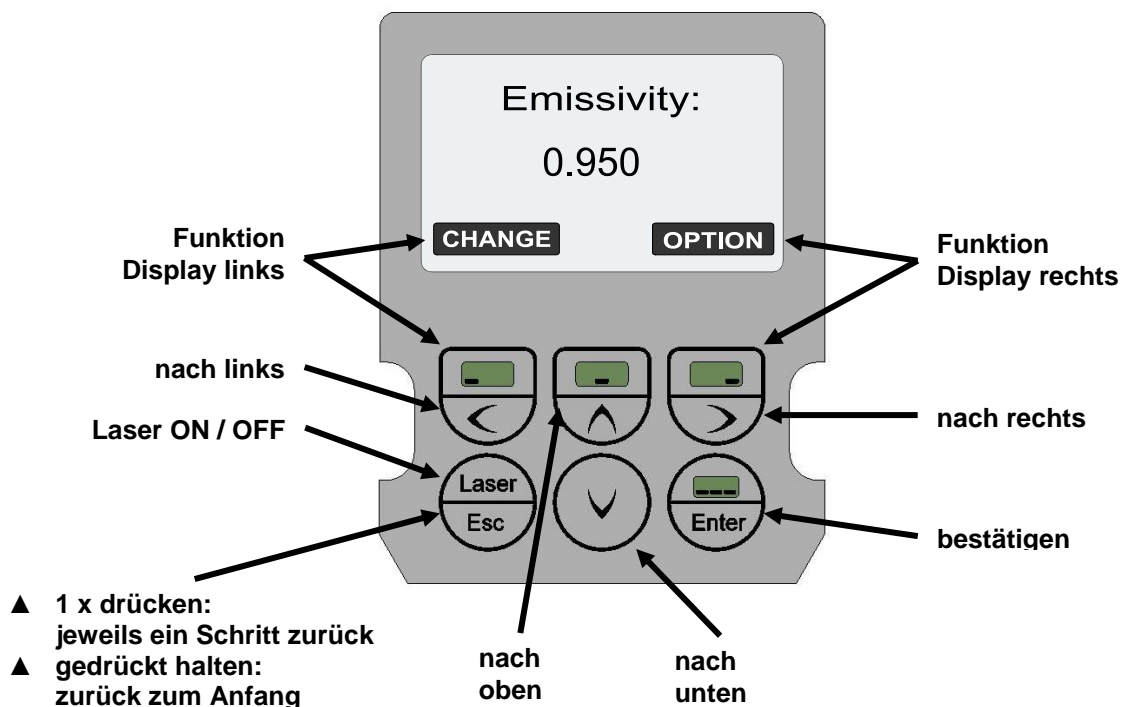 Emissivity:
0.950
CHANGE
OPTION
Funktion
Display links
Funktion
Display rechts
nach links
nach rechts
Laser ON / OFF
Laser
Esc
Enter
bestätigen
▲ 1 x drücken:
jeweils ein Schritt zurück
▲ gedrückt halten:
zurück zum Anfang
nach
oben
nach
unten